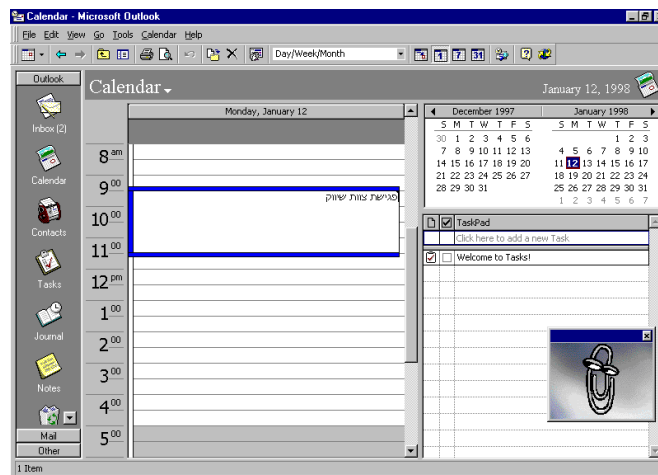 Calendar - Microsoft Outlook
File Edit View Go Tools Calendar Help
Day/Week/Month
1 7 31
Outlook
Calendar
January 12, 1998
Inbox (2)
Calendar
Contacts
Tasks
Journal
Notes
Mail
Other
Monday, January 12
8 am
9 00
פגישת צוות שיווק
10 00
11 00
12 pm
1 00
2 00
3 00
4 00
5 00
December 1997
S M T W T F S
30 1 2 3 4 5 6
7 8 9 10 11 12 13
14 15 16 17 18 19 20
21 22 23 24 25 26 27
28 29 30 31
January 1998
S M T W T F S
1 2 3
4 5 6 7 8 9 10
11 12 13 14 15 16 17
18 19 20 21 22 23 24
25 26 27 28 29 30 31
1 2 3 4 5 6 7
TaskPad
Click here to add a new Task
Welcome to Tasks!
1 Item